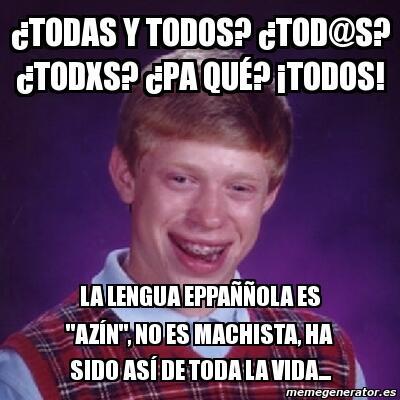 ¿TODAS Y TODOS? ¿TOD@S?
¿TODXS? ¿PA QUÉ? ¡TODOS!
LA LENGUA EPPAÑÑOLA ES
"AZÍN", NO ES MACHISTA, HA
SIDO ASÍ DE TODA LA VIDA...
memegenerator.es